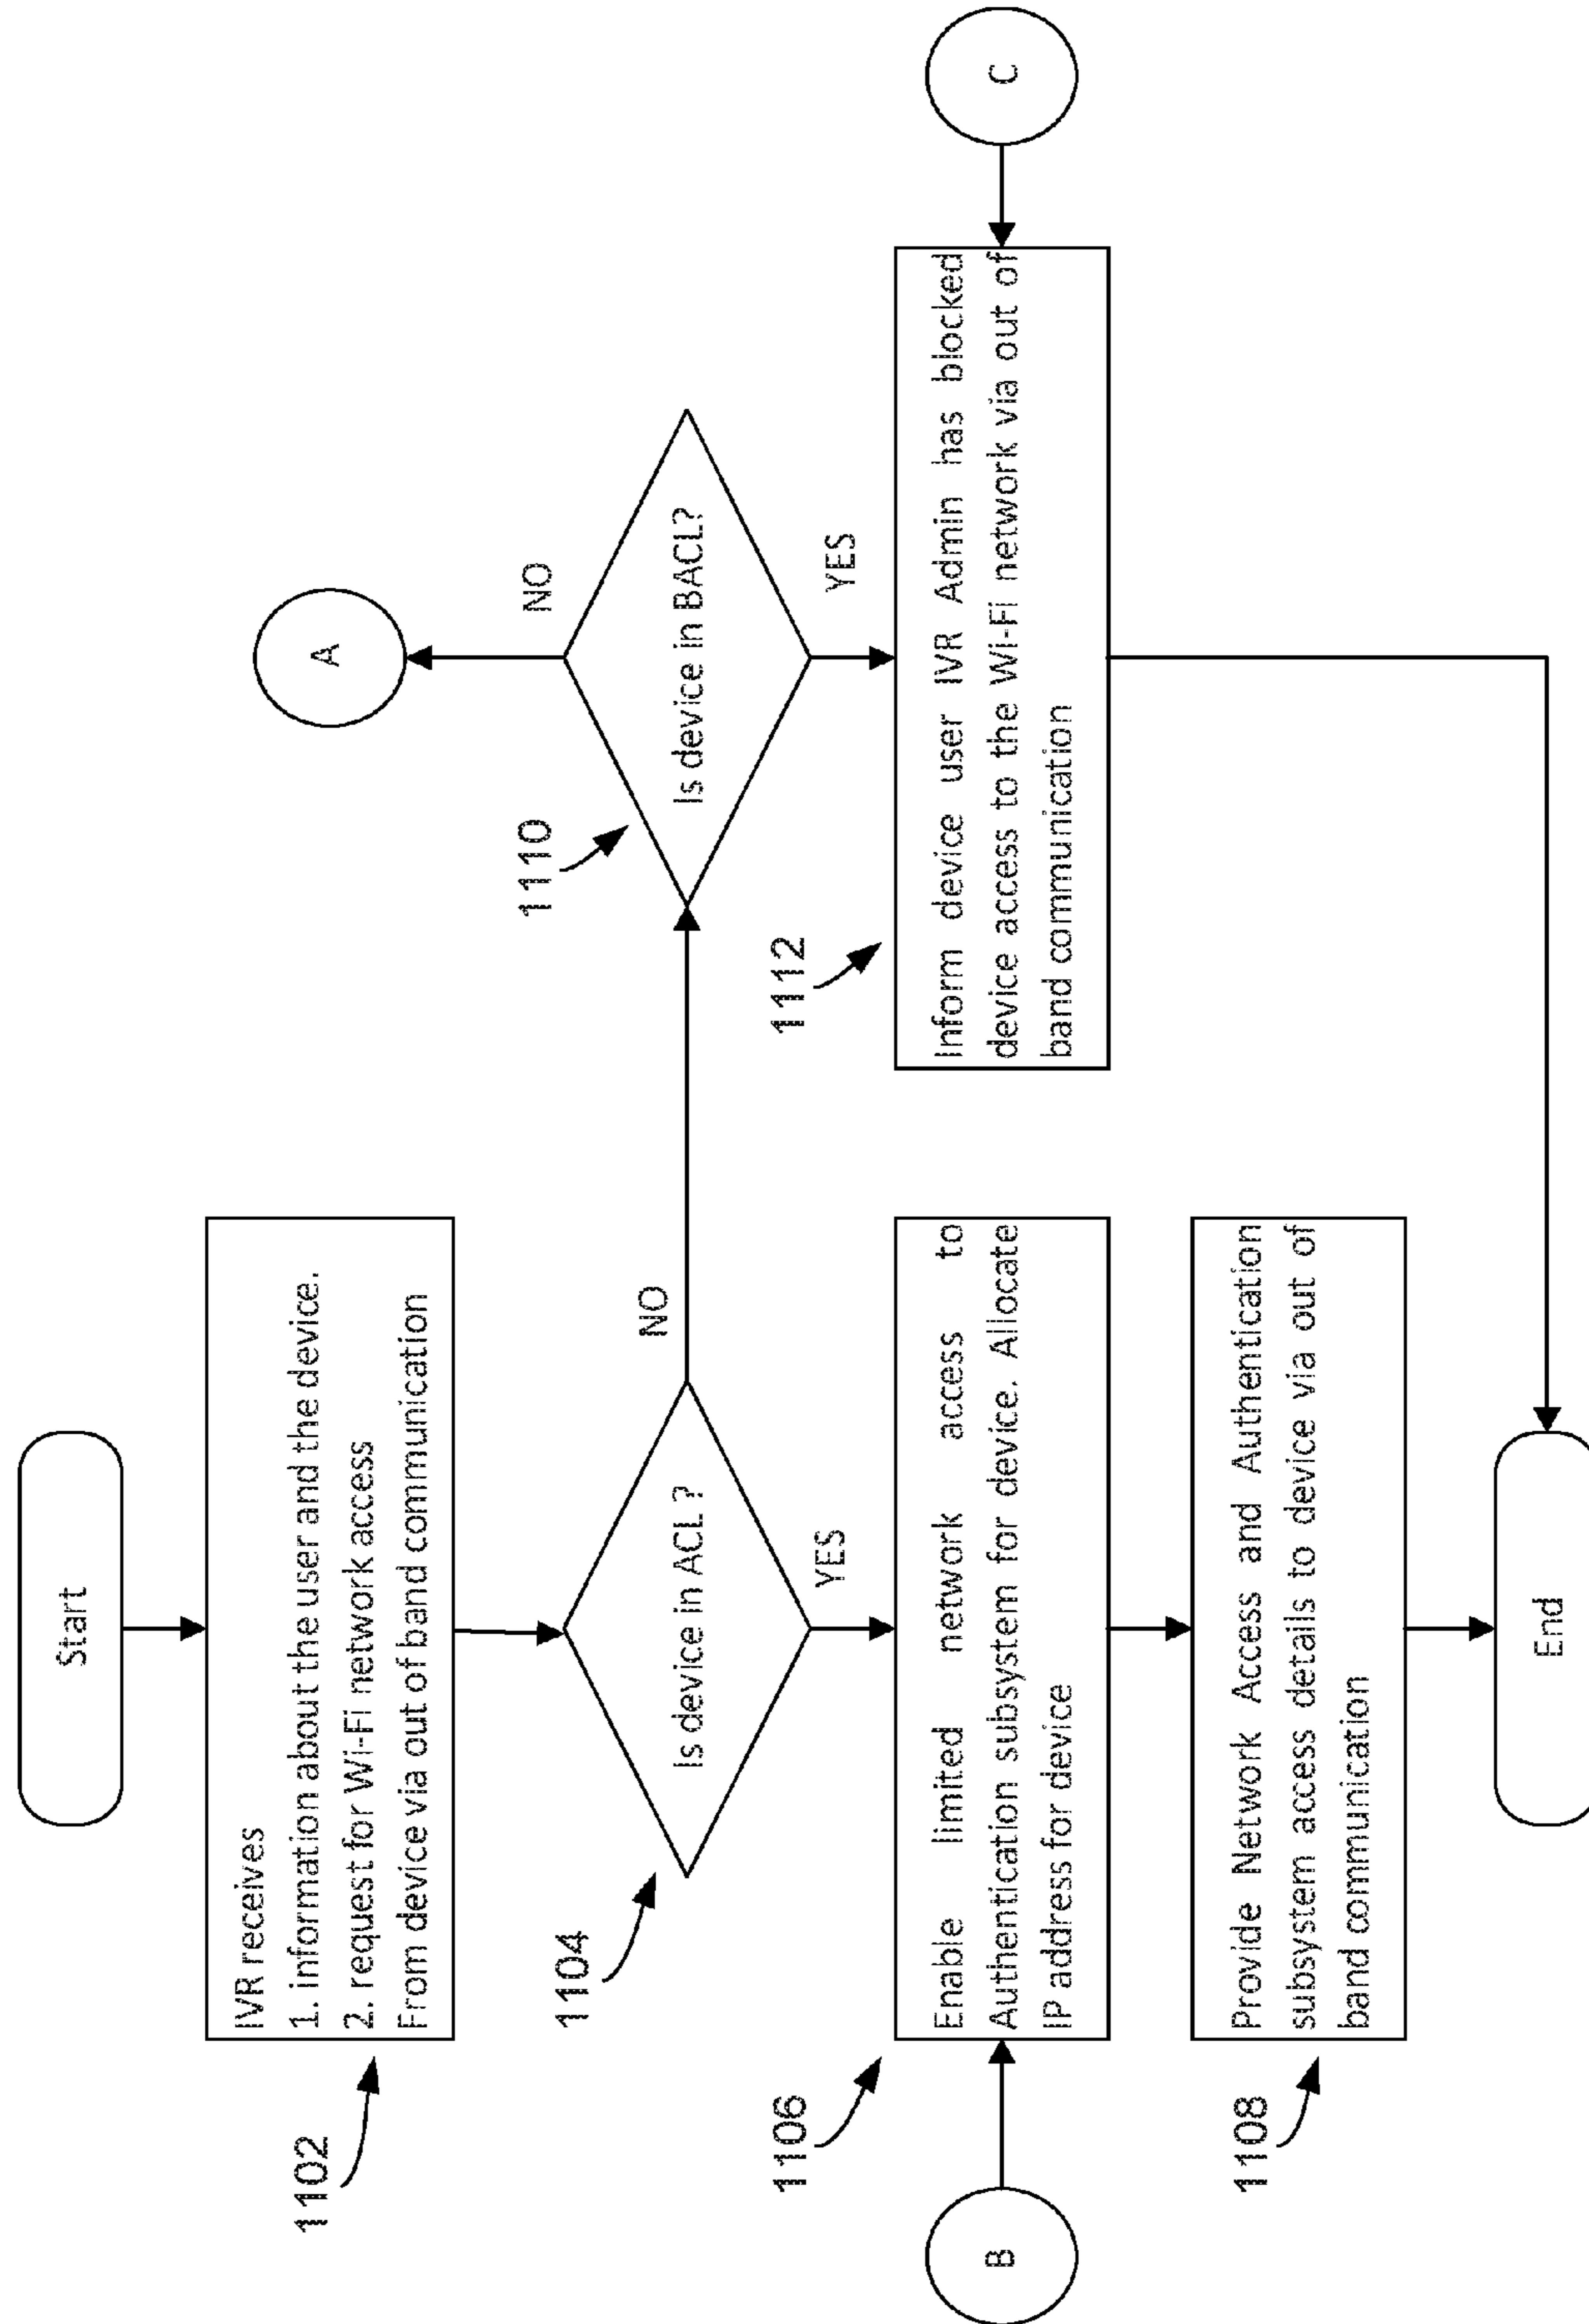 Start
1102
IVR receives
1. information about the user and the device.
2. request for Wi-Fi network access
From device via out of band communication
1104
Is device in ACL ?
NO
YES
1110
Is device in BACL?
NO
A
YES
1106
B
Enable limited network access to
Authentication subsystem for device. Allocate
IP address for device
1112
Inform device user IVR Admin has blocked
device access to the Wi-Fi network via out of
band communication
C
1108
Provide Network Access and Authentication
subsystem access details to device via out of
band communication
End